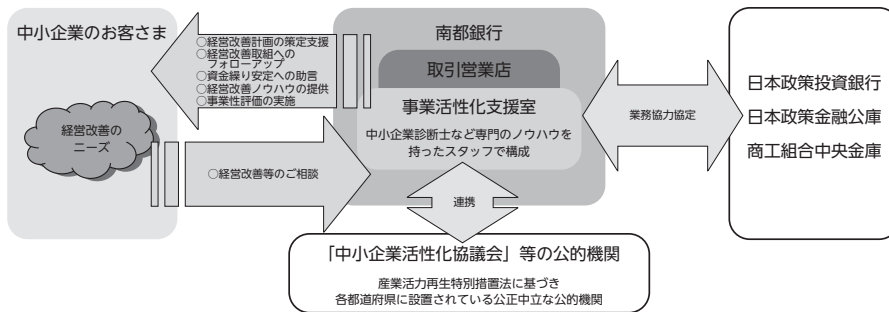 中小企業のお客さま
経営改善の
ニーズ
○経営改善計画の策定支援
○経営改善取組への
フォローアップ
○資金繰り安定への助言
○経営改善ノウハウの提供
○事業性評価の実施
○経営改善等のご相談
南都銀行
取引営業店
事業活性化支援室
中小企業診断士など専門のノウハウを
持ったスタッフで構成
連携
「中小企業活性化協議会」等の公的機関
産業活力再生特別措置法に基づき
各都道府県に設置されている公正中立な公的機関
業務協力協定
日本政策投資銀行
日本政策金融公庫
商工組合中央金庫